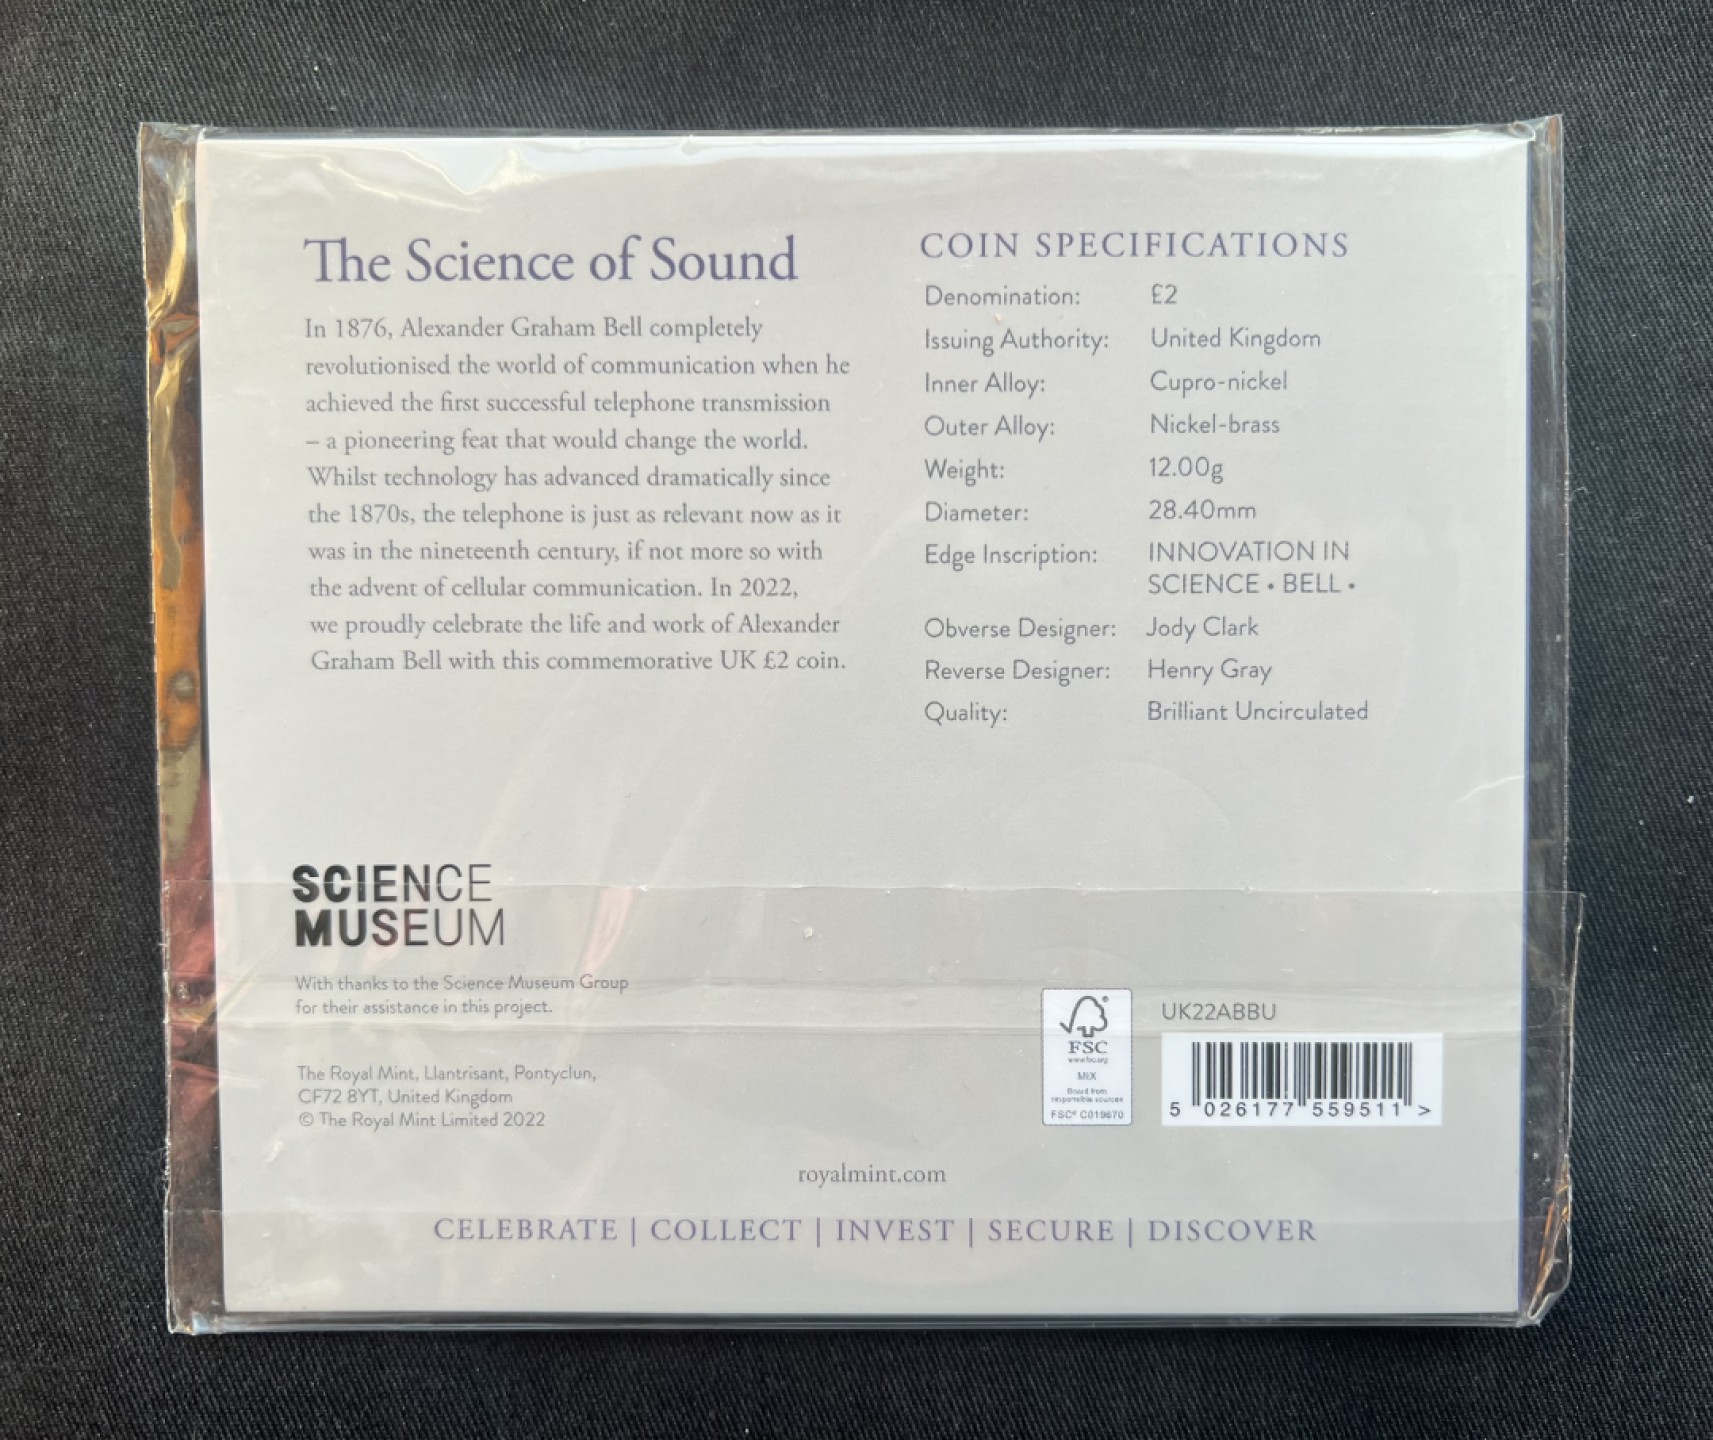 The Science of Sound
In 1876, Alexander Graham Bell completely
revolutionised the world of communication when he
achieved the first successful telephone transmission
– a pioneering feat that would change the world.
Whilst technology has advanced dramatically since
the 1870s, the telephone is just as relevant now as it
was in the nineteenth century, if not more so with
the advent of cellular communication. In 2022,
we proudly celebrate the life and work of Alexander
Graham Bell with this commemorative UK £2 coin.
COIN SPECIFICATIONS
Denomination: £2
Issuing Authority: United Kingdom
Inner Alloy: Cupro-nickel
Outer Alloy: Nickel-brass
Weight: 12.00g
Diameter: 28.40mm
Edge Inscription: INNOVATION IN
SCIENCE • BELL •
Obverse Designer: Jody Clark
Reverse Designer: Henry Gray
Quality: Brilliant Uncirculated
SCIENCE
MUSEUM
With thanks to the Science Museum Group
for their assistance in this project.
The Royal Mint, Llantrisant, Pontyclun,
CF72 8YT, United Kingdom
© The Royal Mint Limited 2022
FSC
www.fsc.org
MIX
Board from
responsible sources
FSC® C019670
UK22ABBU
5 026177 559511 >
royalmint.com
CELEBRATE | COLLECT | INVEST | SECURE | DISCOVER